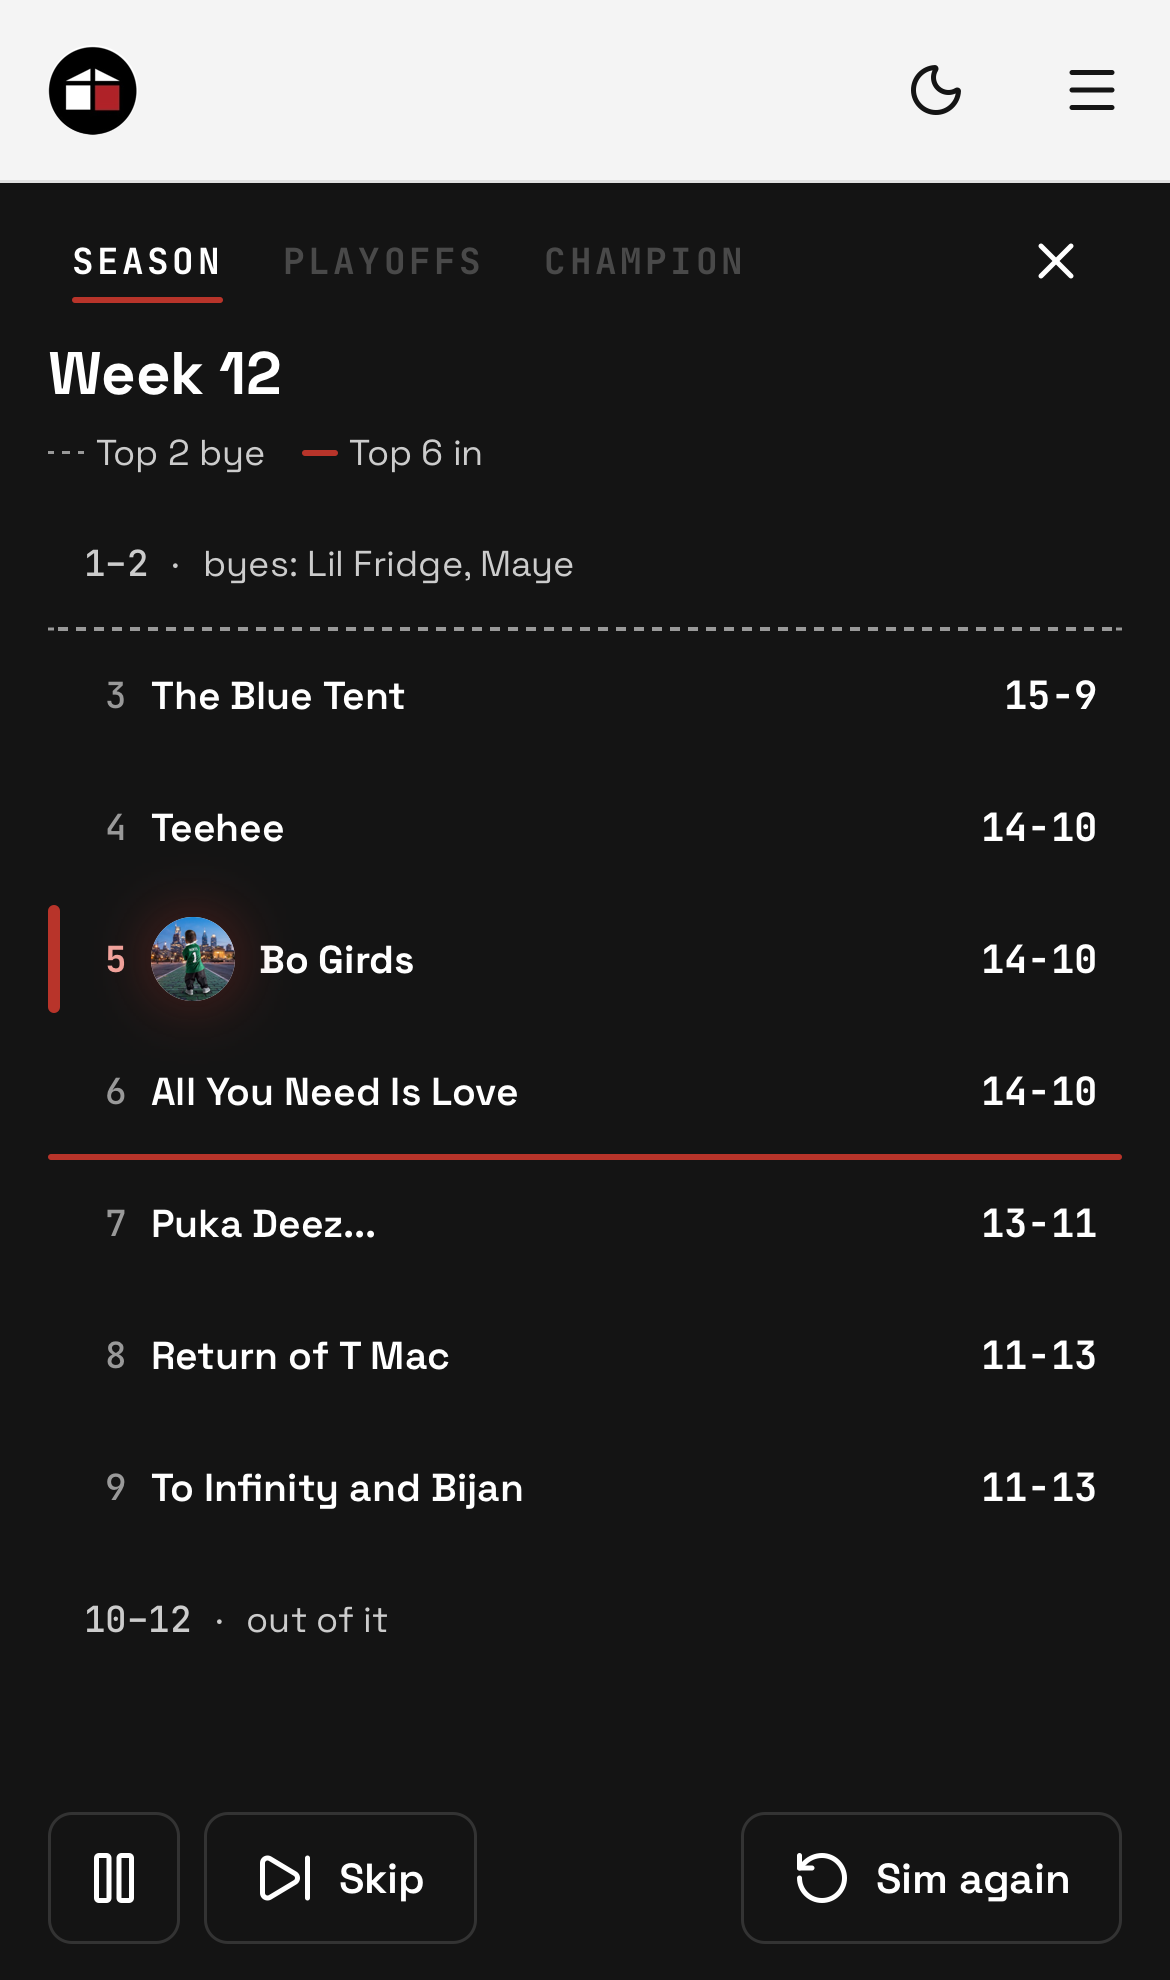 SEASON PLAYOFFS CHAMPION
Week 12
Top 2 bye Top 6 in
1–2 · byes: Lil Fridge, Maye
3 The Blue Tent 15-9
4 Teehee 14-10
5 Bo Girds 14-10
6 All You Need Is Love 14-10
7 Puka Deez... 13-11
8 Return of T Mac 11-13
9 To Infinity and Bijan 11-13
10–12 · out of it
Skip Sim again